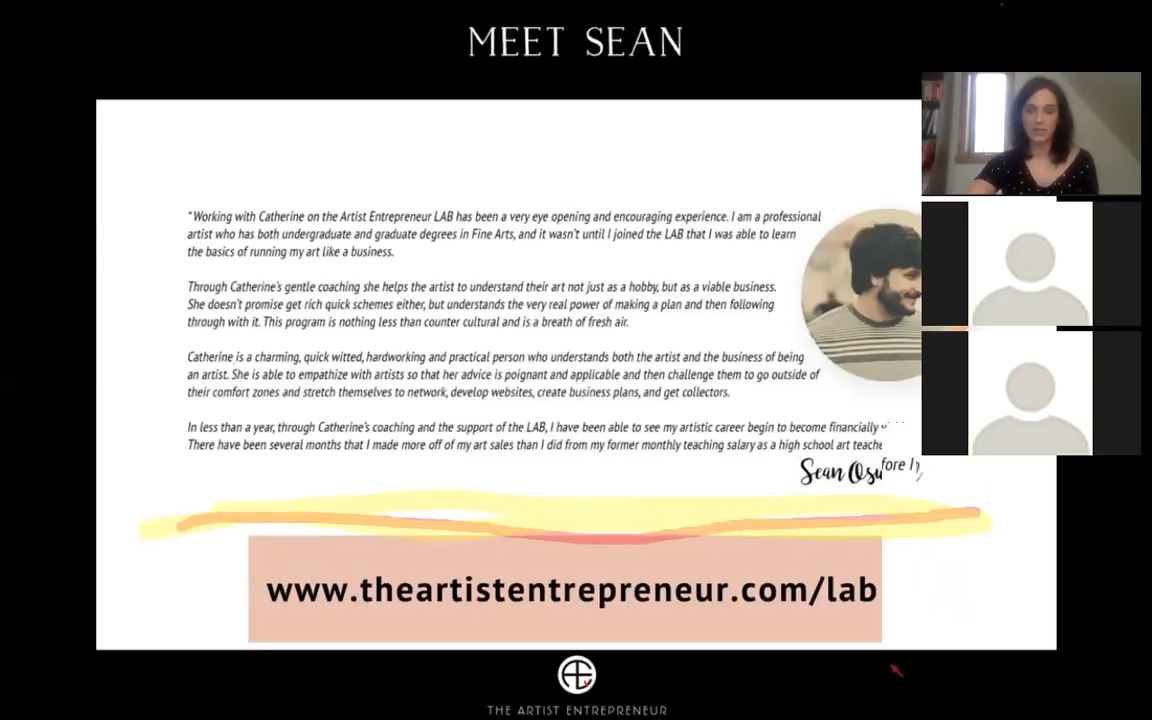 MEET SEAN
"Working with Catherine on the Artist Entrepreneur LAB has been a very eye opening and encouraging experience. I am a professional
artist who has both undergraduate and graduate degrees in Fine Arts, and it wasn't until I joined the LAB that I was able to learn
the basics of running my art like a business.
Through Catherine's gentle coaching she helps the artist to understand their art not just as a hobby, but as a viable business.
She doesn't promise get rich quick schemes either, but understands the very real power of making a plan and then following
through with it. This program is nothing less than counter cultural and is a breath of fresh air.
Catherine is a charming, quick witted, hardworking and practical person who understands both the artist and the business of being
an artist. She is able to empathize with artists so that her advice is poignant and applicable and then challenge them to go outside of
their comfort zones and stretch themselves to network, develop websites, create business plans, and get collectors.
In less than a year, through Catherine's coaching and the support of the LAB, I have been able to see my artistic career begin to become financially
There have been several months that I made more off of my art sales than I did from my former monthly teaching salary as a high school art teache
Sean Osu
fore
www.theartistentrepreneur.com/lab
THE ARTIST ENTREPRENEUR